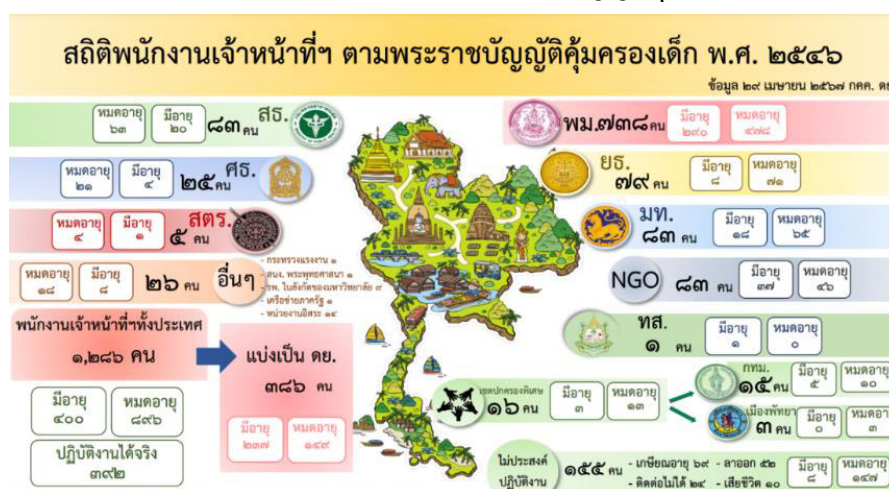 สถิติพนักงานเจ้าหน้าที่ฯ ตามพระราชบัญญัติคุ้มครองเด็ก พ.ศ. ๒๕๔๖
ข้อมูล ๒๙ เมษายน ๒๕๖๗ กคค. ดย
หมดอายุ ๖๓
มีอายุ ๒๐
๘๓ คน
สธ.
หมดอายุ ๒๑
มีอายุ ๔
๒๕ คน
ศธ.
หมดอายุ ๔
มีอายุ ๑
๕ คน
สตร.
หมดอายุ ๑๘
มีอายุ ๘
๒๖ คน
อื่นๆ
- กระทรวงแรงงาน ๑
- สนง. พระพุทธศาสนา ๑
- รพ. ในสังกัดของมหาวิทยาลัย ๙
- เครือข่ายภาครัฐ ๑
- หน่วยงานอิสระ ๑๔
พนักงานเจ้าหน้าที่ฯทั้งประเทศ
๑,๒๘๖ คน
มีอายุ ๔๐๐
หมดอายุ ๘๙๖
ปฏิบัติงานได้จริง
๓๙๒
แบ่งเป็น ดย.
๓๘๖ คน
มีอายุ ๒๓๗
หมดอายุ ๑๔๙
พม.๗๓๘ คน
มีอายุ ๒๙๐
หมดอายุ ๔๗๘
ยธ.
๗๙ คน
มีอายุ ๘
หมดอายุ ๗๑
มท.
๘๓ คน
มีอายุ ๑๘
หมดอายุ ๖๕
NGO
๘๓ คน
มีอายุ ๓๗
หมดอายุ ๔๖
ทส.
๑ คน
มีอายุ ๑
หมดอายุ ๐
เขตปกครองพิเศษ
๑๖ คน
มีอายุ ๓
หมดอายุ ๑๓
กทม.
๑๕ คน
มีอายุ ๕
หมดอายุ ๑๐
เมืองพัทยา
๓ คน
มีอายุ ๐
หมดอา ๓
ไม่ประสงค์
ปฏิบัติงาน
๑๕๕ คน
- เกษียณอายุ ๖๙ - ลาออก ๕๒
- ติดต่อไม่ได้ ๒๔ - เสียชีวิต ๑๐
มีอายุ ๘
หมดอายุ ๑๔๗